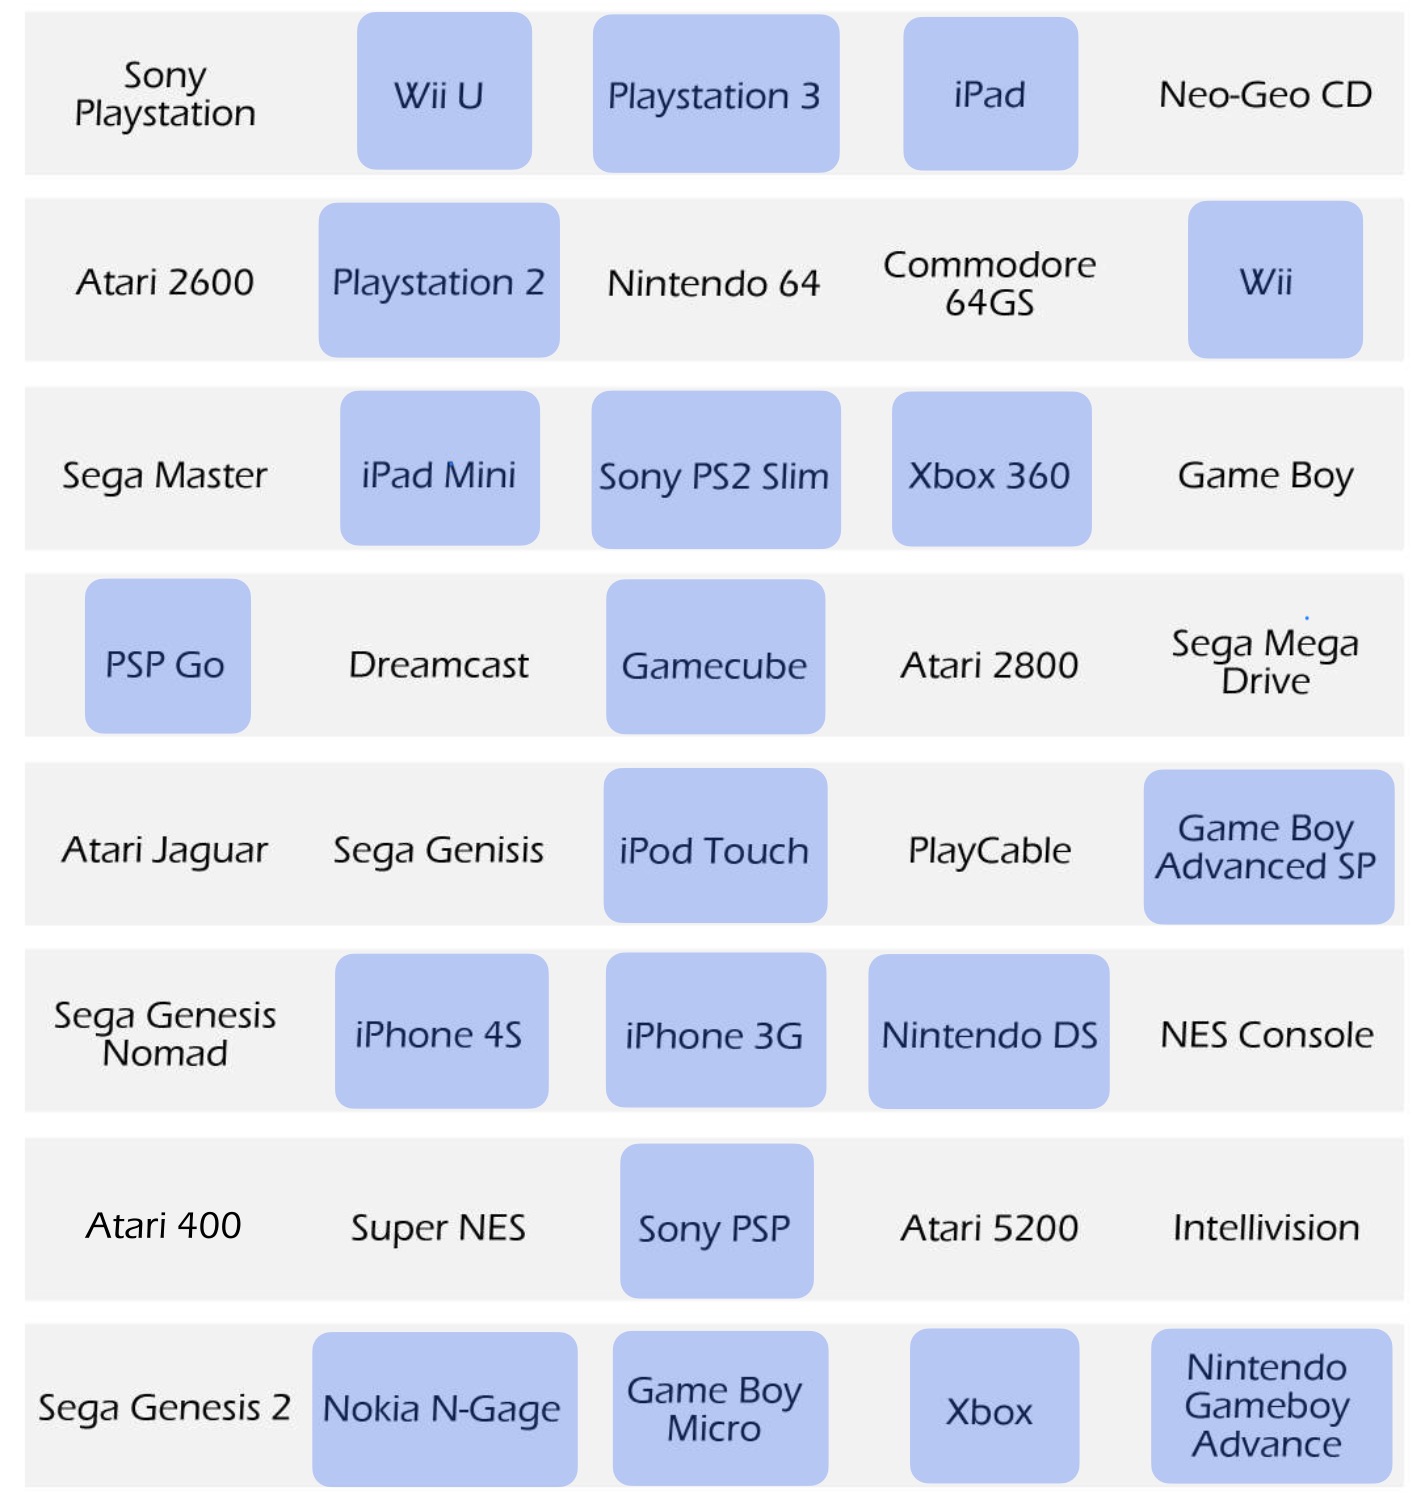 Sony
Playstation
Wii U
Playstation 3
iPad
Neo-Geo CD
Atari 2600
Playstation 2
Nintendo 64
Commodore
64GS
Wii
Sega Master
iPad Mini
Sony PS2 Slim
Xbox 360
Game Boy
PSP Go
Dreamcast
Gamecube
Atari 2800
Sega Mega
Drive
Atari Jaguar
Sega Genisis
iPod Touch
PlayCable
Game Boy
Advanced SP
Sega Genesis
Nomad
iPhone 4S
iPhone 3G
Nintendo DS
NES Console
Atari 400
Super NES
Sony PSP
Atari 5200
Intellivision
Sega Genesis 2
Nokia N-Gage
Game Boy
Micro
Xbox
Nintendo
Gameboy
Advance